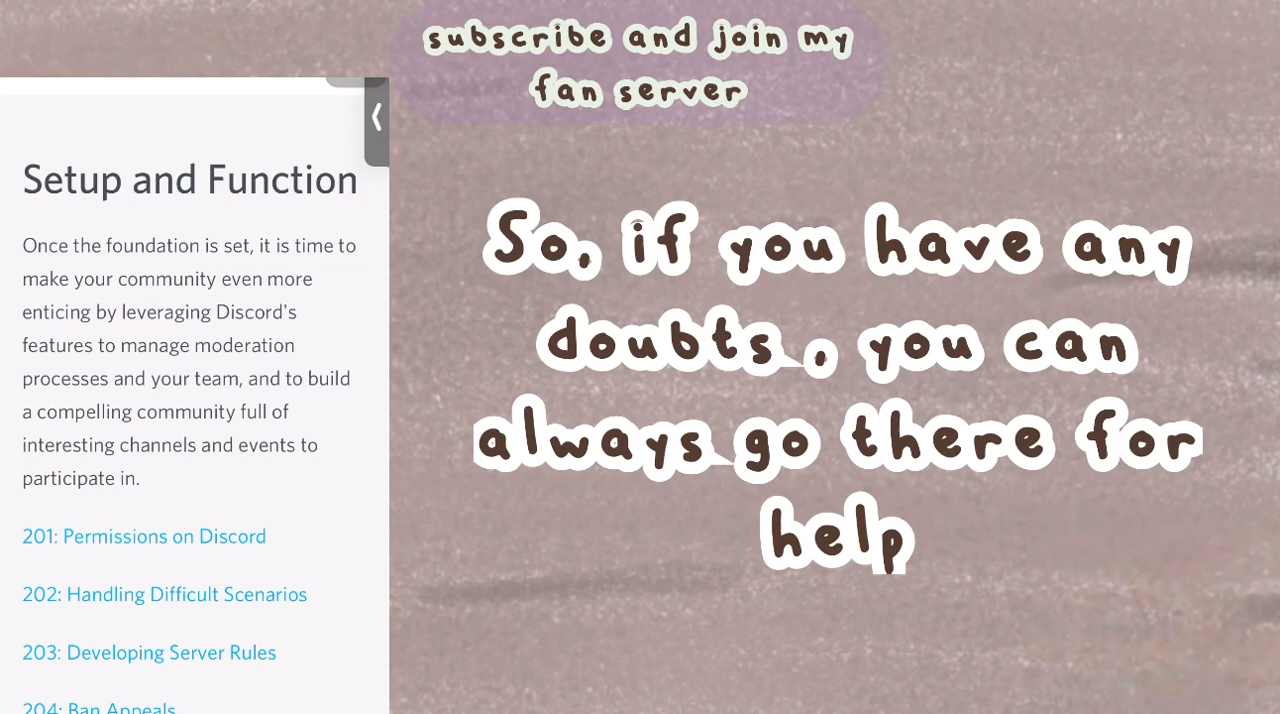 subscribe and join my
fan server
Setup and Function
Once the foundation is set, it is time to
make your community even more
enticing by leveraging Discord's
features to manage moderation
processes and your team, and to build
a compelling community full of
interesting channels and events to
participate in.
201: Permissions on Discord
202: Handling Difficult Scenarios
203: Developing Server Rules
204: Ban Appeals
So, if you have any
doubts , you can
always go there for
help